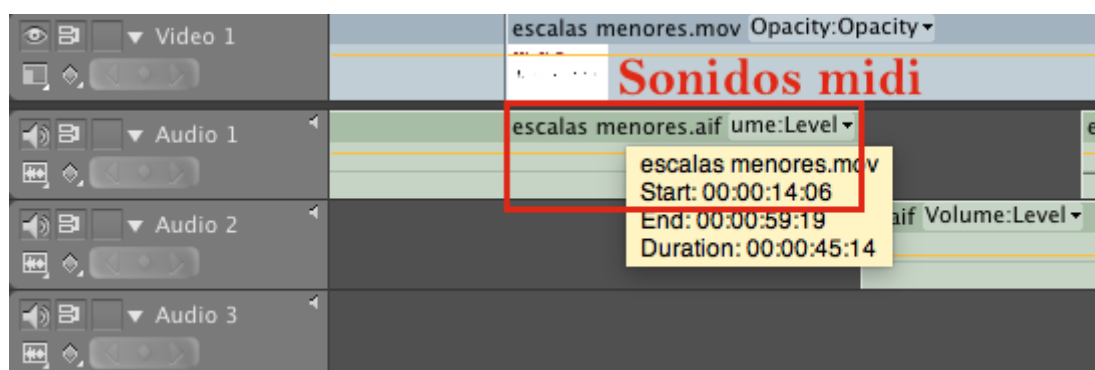 Video 1
escalas menores.mov Opacity:Opacity
Sonidos midi
Audio 1
escalas menores.aif ume:Level
e
escalas menores.mov
Start: 00:00:14:06
End: 00:00:59:19
Duration: 00:00:45:14
Audio 2
aif Volume:Level
Audio 3